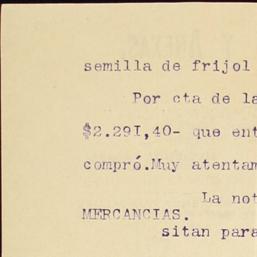 semilla de frijol
Por cta de la
$2.291,40- que ent
compró.Muy atentam
La not
MERCANCIAS.
sitan para